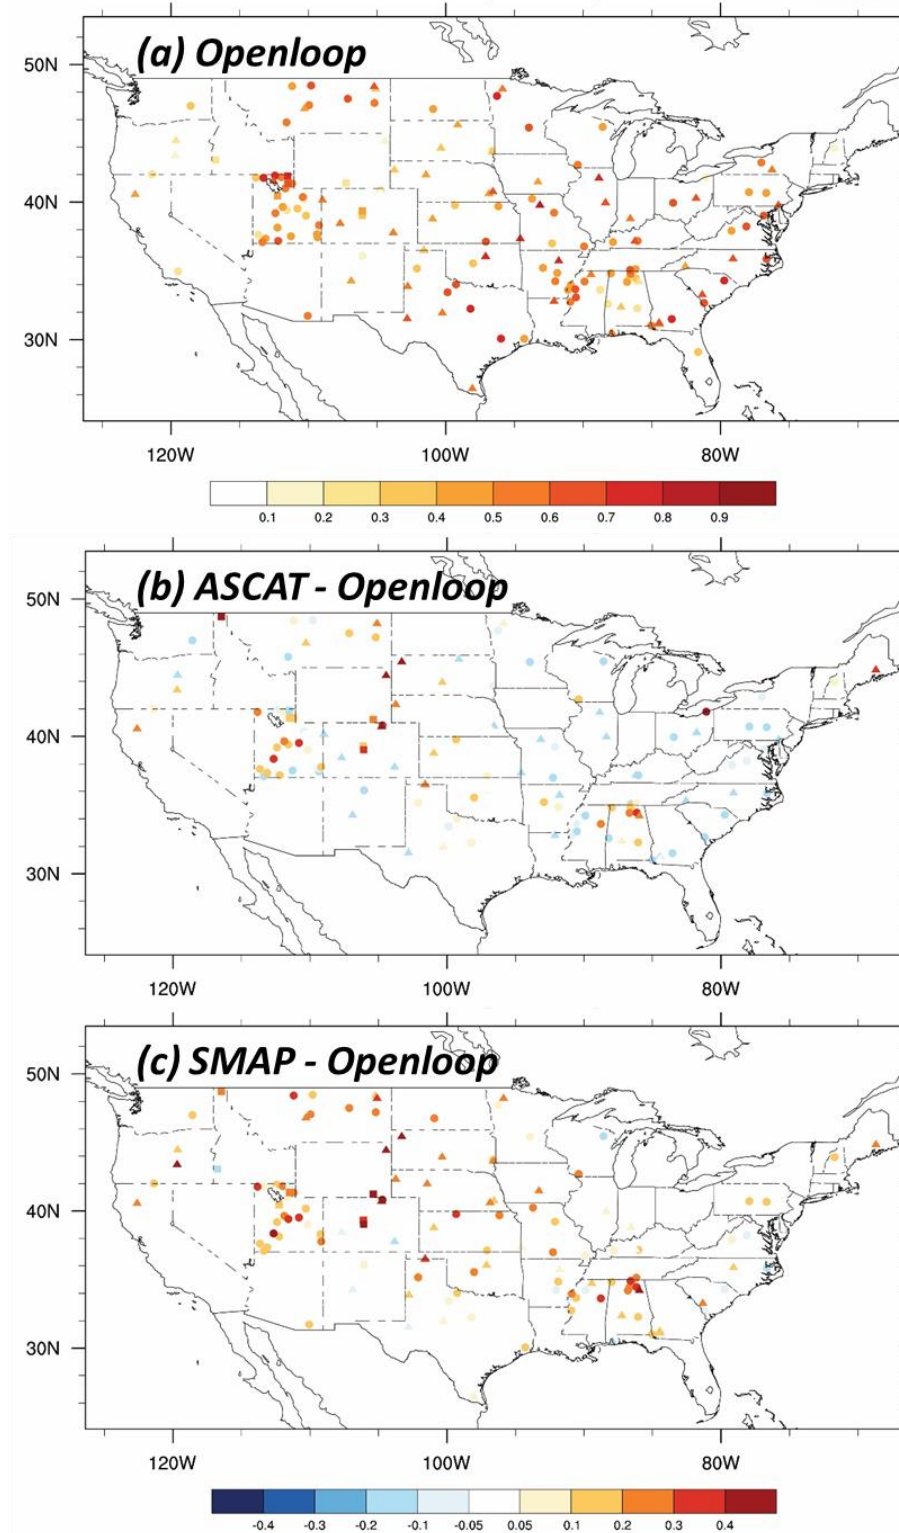 (a) Openloop
50N
40N
30N
120W 100W 80W
0.1 0.2 0.3 0.4 0.5 0.6 0.7 0.8 0.9
(b) ASCAT - Openloop
50N
40N
30N
120W 100W 80W
(c) SMAP - Openloop
50N
40N
30N
120W 100W 80W
-0.4 -0.3 -0.2 -0.1 -0.05 0.05 0.1 0.2 0.3 0.4